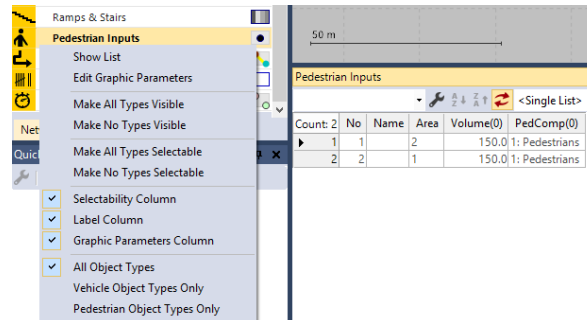 Ramps & Stairs
Pedestrian Inputs
Show List
Edit Graphic Parameters
Make All Types Visible
Make No Types Visible
Make All Types Selectable
Make No Types Selectable
Selectability Column
Label Column
Graphic Parameters Column
All Object Types
Vehicle Object Types Only
Pedestrian Object Types Only
Net
Quic
50 m
Pedestrian Inputs
<Single List>
Count: 2 No Name Area Volume(0) PedComp(0)
1 1 2 150.0 1: Pedestrians
2 2 1 150.0 1: Pedestrians